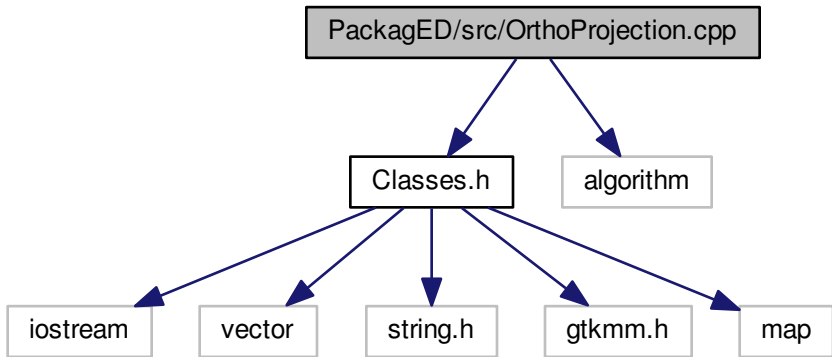 PackagED/src/OrthoProjection.cpp
Classes.h
algorithm
iostream
vector
string.h
gtkmm.h
map